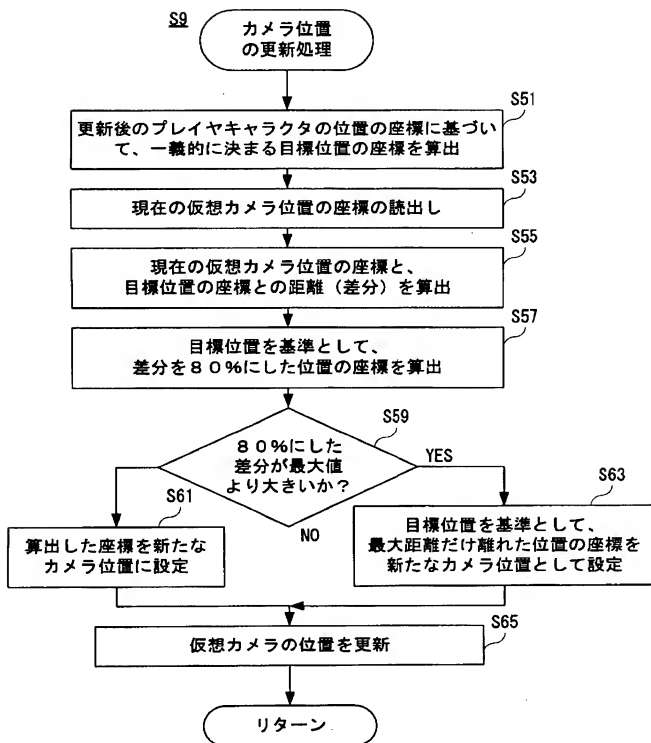 S9
カメラ位置
の更新処理
S51
更新後のプレイヤキャラクタの位置の座標に基づい
て、一義的に決まる目標位置の座標を算出
S53
現在の仮想カメラ位置の座標の読出し
S55
現在の仮想カメラ位置の座標と、
目標位置の座標との距離（差分）を算出
S57
目標位置を基準として、
差分を８０％にした位置の座標を算出
S59
８０％にした
差分が最大値
より大きいか？
YES
NO
S61
算出した座標を新たな
カメラ位置に設定
S63
目標位置を基準として、
最大距離だけ離れた位置の座標を
新たなカメラ位置として設定
S65
仮想カメラの位置を更新
リターン